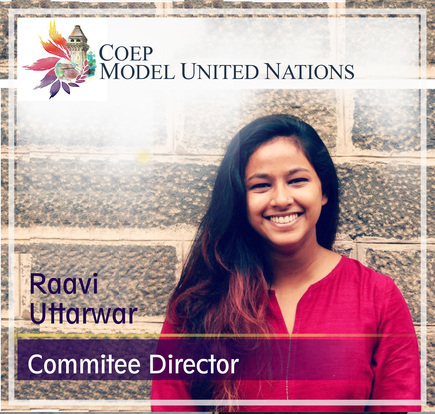 COEP
MODEL UNITED NATIONS
Raavi
Uttarwar
Commitee Director